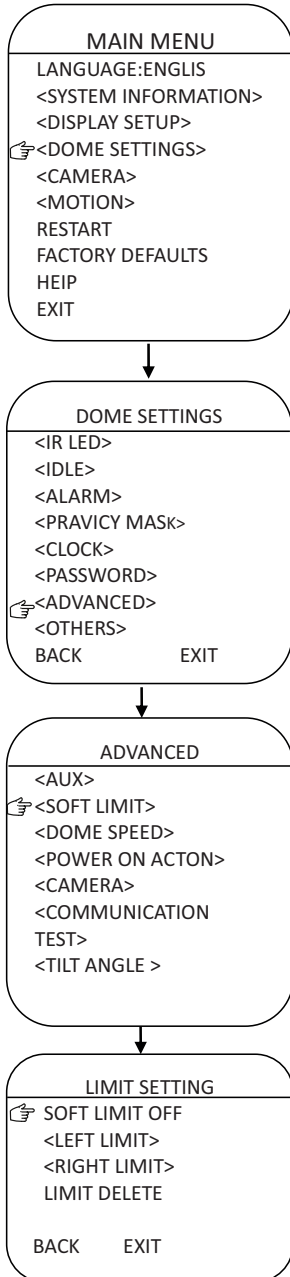 MAIN MENU
LANGUAGE:ENGLIS
<SYSTEM INFORMATION>
<DISPLAY SETUP>
<DOME SETTINGS>
<CAMERA>
<MOTION>
RESTART
FACTORY DEFAULTS
HEIP
EXIT
DOME SETTINGS
<IR LED>
<IDLE>
<ALARM>
<PRAVICY MASK>
<CLOCK>
<PASSWORD>
<ADVANCED>
<OTHERS>
BACK EXIT
ADVANCED
<AUX>
<SOFT LIMIT>
<DOME SPEED>
<POWER ON ACTON>
<CAMERA>
<COMMUNICATION
TEST>
<TILT ANGLE >
LIMIT SETTING
SOFT LIMIT OFF
<LEFT LIMIT>
<RIGHT LIMIT>
LIMIT DELETE
BACK EXIT